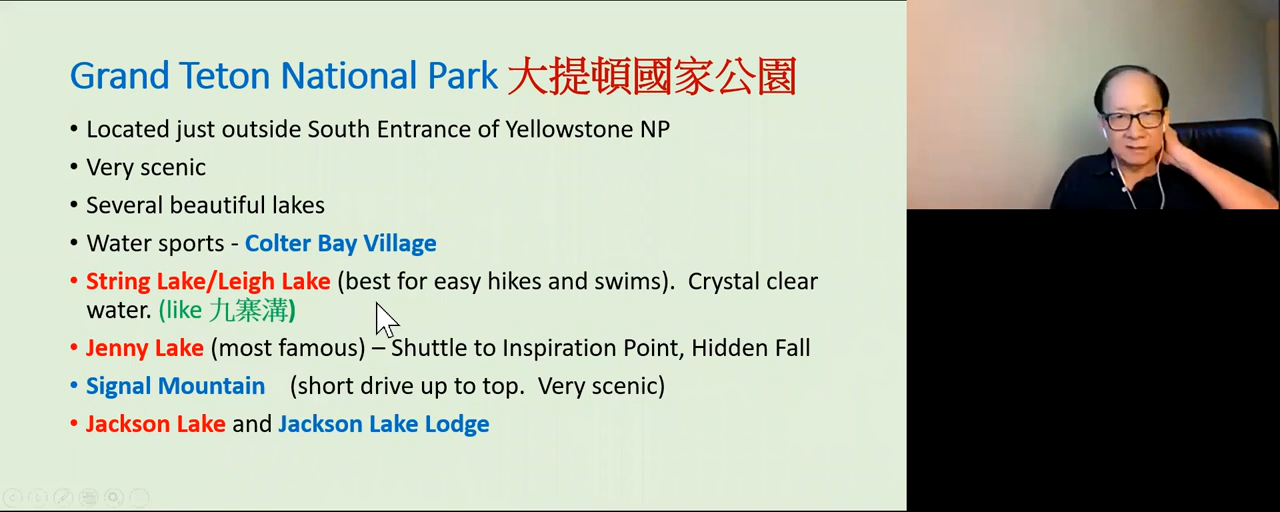 Grand Teton National Park 大提頓國家公園
• Located just outside South Entrance of Yellowstone NP
• Very scenic
• Several beautiful lakes
• Water sports - Colter Bay Village
• String Lake/Leigh Lake (best for easy hikes and swims).  Crystal clear
water. (like 九寨溝)
• Jenny Lake (most famous) – Shuttle to Inspiration Point, Hidden Fall
• Signal Mountain    (short drive up to top.  Very scenic)
• Jackson Lake and Jackson Lake Lodge